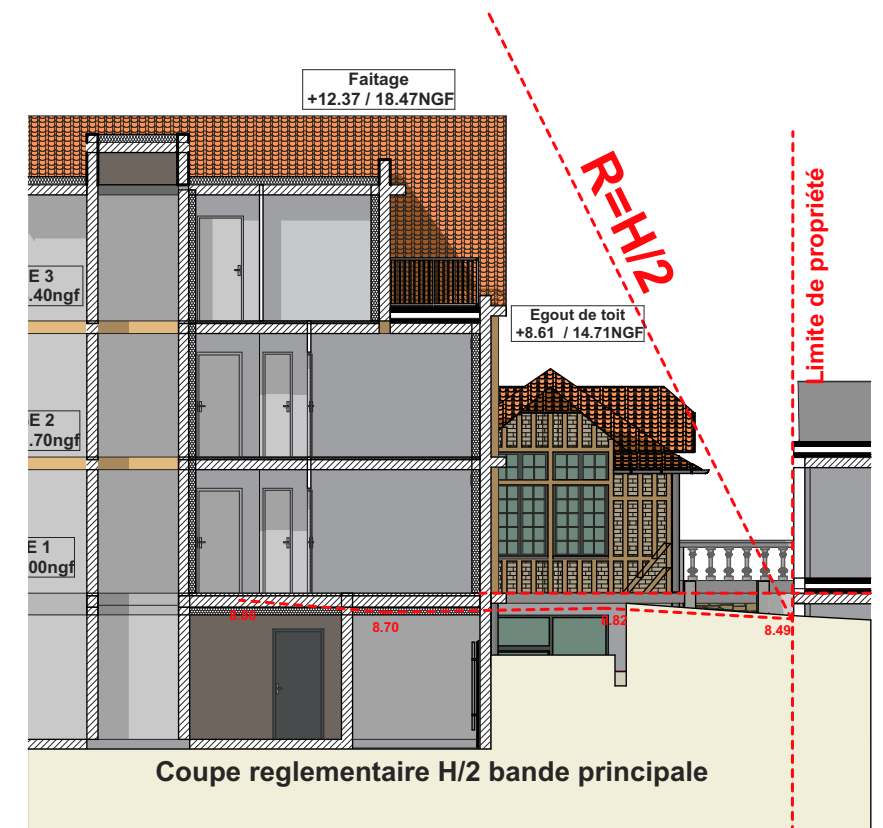 Faitage
+12.37 / 18.47NGF
R=H/2
Limite de propriété
E 3
.40ngf
Egout de toit
+8.61 / 14.71NGF
E 2
.70ngf
E 1
00ngf
8.70
8.82
8.49
Coupe reglementaire H/2 bande principale